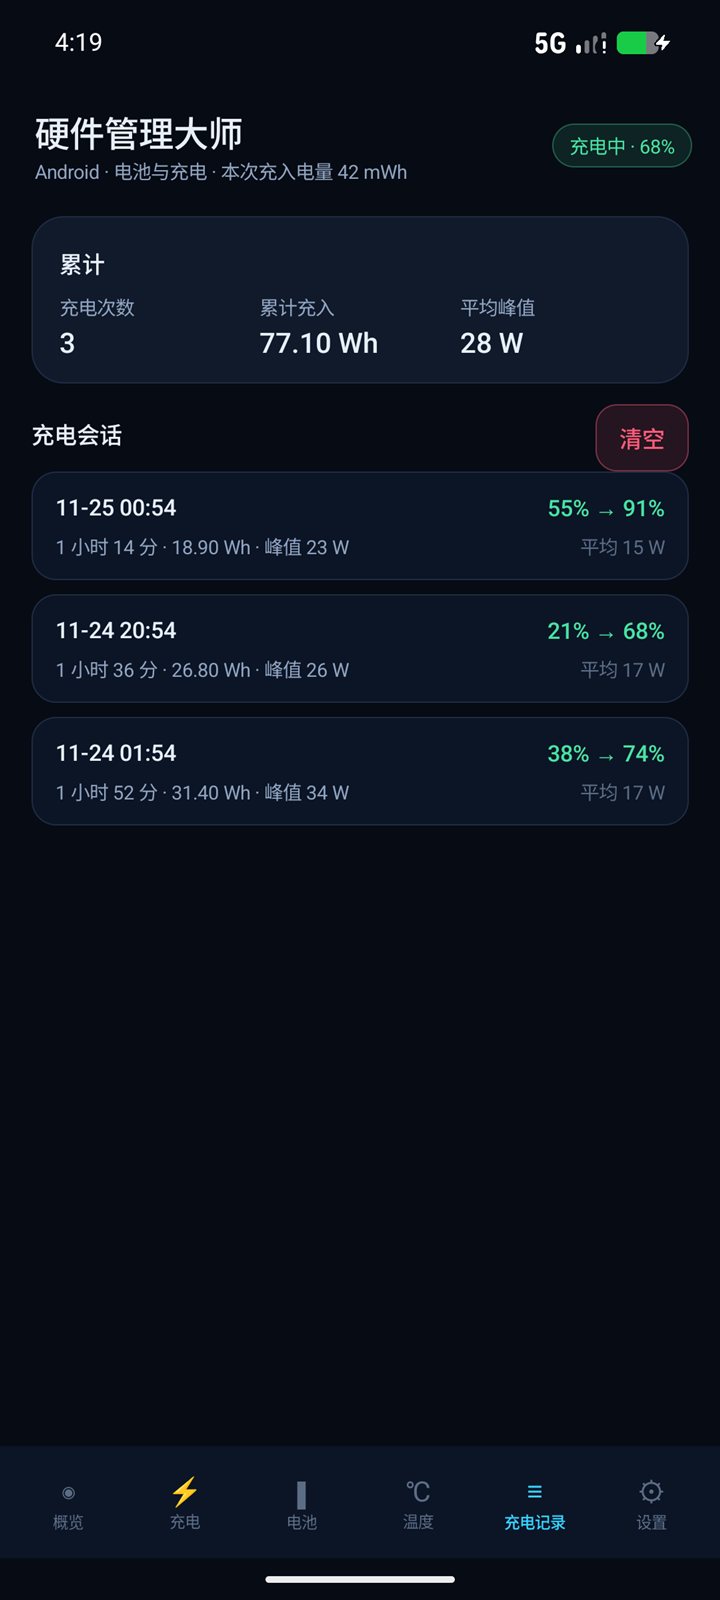 4:19
5G
硬件管理大师
Android · 电池与充电 · 本次充入电量 42 mWh
充电中 · 68%
累计
充电次数 累计充入 平均峰值
3 77.10 Wh 28 W
充电会话
清空
11-25 00:54 55% → 91%
1 小时 14 分 · 18.90 Wh · 峰值 23 W 平均 15 W
11-24 20:54 21% → 68%
1 小时 36 分 · 26.80 Wh · 峰值 26 W 平均 17 W
11-24 01:54 38% → 74%
1 小时 52 分 · 31.40 Wh · 峰值 34 W 平均 17 W
℃
概览 充电 电池 温度 充电记录 设置